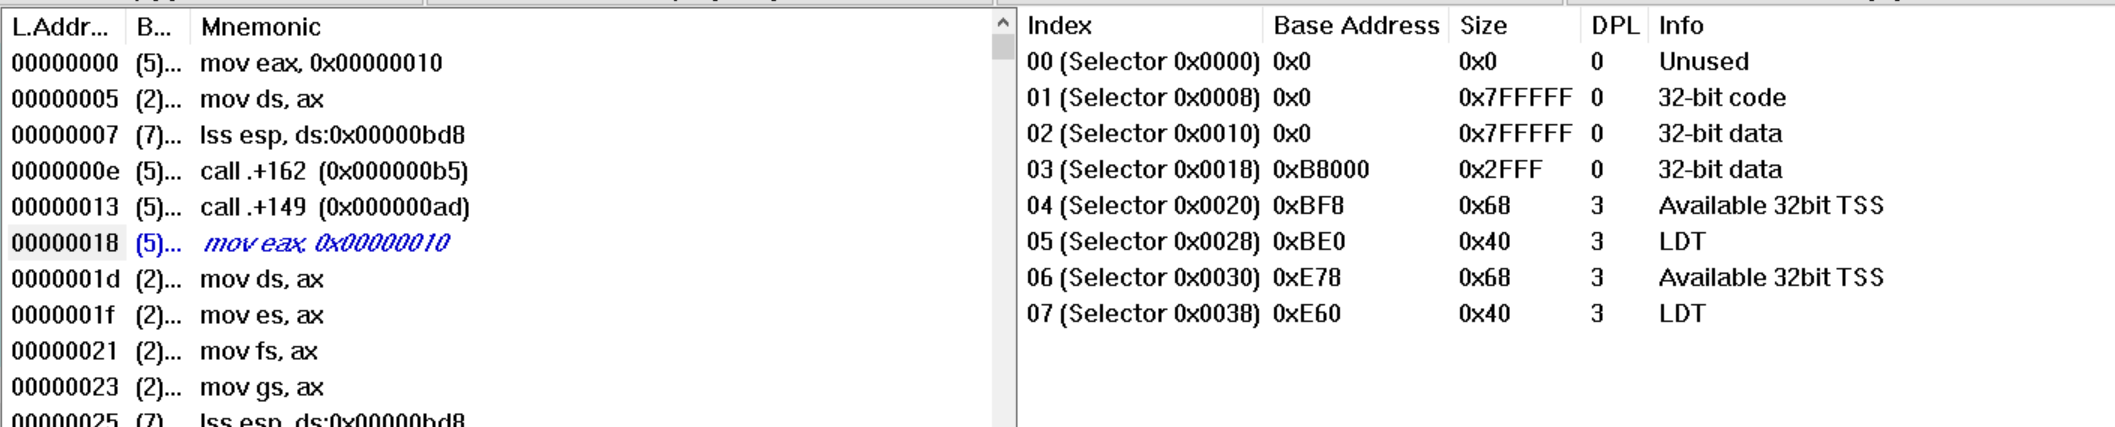 L.Addr... B... Mnemonic
00000000 (5)... mov eax, 0x00000010
00000005 (2)... mov ds, ax
00000007 (7)... lss esp, ds:0x00000bd8
0000000e (5)... call .+162 (0x000000b5)
00000013 (5)... call .+149 (0x000000ad)
00000018 (5)... mov eax, 0x00000010
0000001d (2)... mov ds, ax
0000001f (2)... mov es, ax
00000021 (2)... mov fs, ax
00000023 (2)... mov gs, ax
00000025 (7)... lss esp, ds:0x00000bd8
Index Base Address Size DPL Info
00 (Selector 0x0000) 0x0 0x0 0 Unused
01 (Selector 0x0008) 0x0 0x7FFFFF 0 32-bit code
02 (Selector 0x0010) 0x0 0x7FFFFF 0 32-bit data
03 (Selector 0x0018) 0xB8000 0x2FFF 0 32-bit data
04 (Selector 0x0020) 0xBF8 0x68 3 Available 32bit TSS
05 (Selector 0x0028) 0xBE0 0x40 3 LDT
06 (Selector 0x0030) 0xE78 0x68 3 Available 32bit TSS
07 (Selector 0x0038) 0xE60 0x40 3 LDT